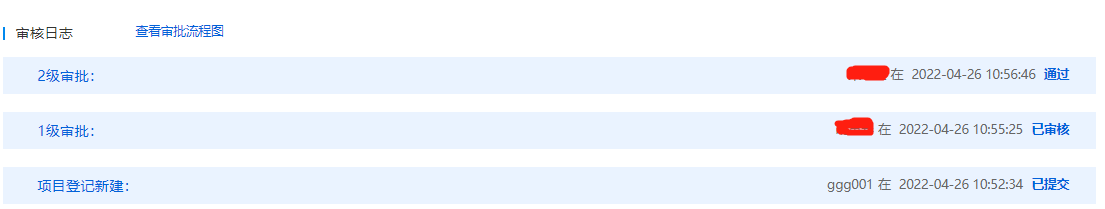 审核日志 查看审批流程图
2级审批： 在 2022-04-26 10:56:46 通过
1级审批： 在 2022-04-26 10:55:25 已审核
项目登记新建： ggg001 在 2022-04-26 10:52:34 已提交